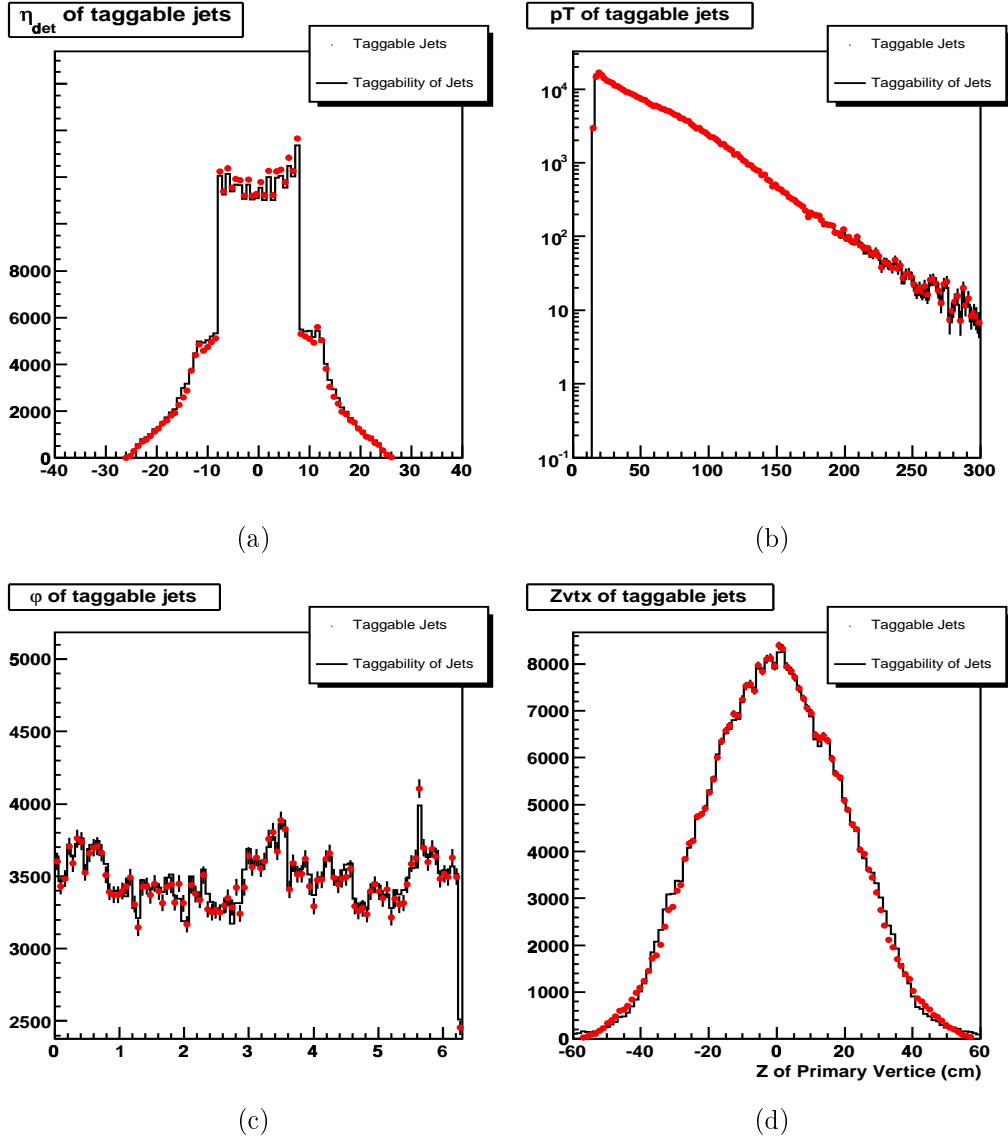 η_det of taggable jets
Taggable Jets
Taggability of Jets
8000
6000
4000
2000
0
-40 -30 -20 -10 0 10 20 30 40
(a)
pT of taggable jets
Taggable Jets
Taggability of Jets
10^4
10^3
10^2
10
1
10^-1
0 50 100 150 200 250 300
(b)
φ of taggable jets
Taggable Jets
Taggability of Jets
5000
4500
4000
3500
3000
2500
0 1 2 3 4 5 6
(c)
Zvtx of taggable jets
Taggable Jets
Taggability of Jets
8000
7000
6000
5000
4000
3000
2000
1000
0
-60 -40 -20 0 20 40 60
Z of Primary Vertice (cm)
(d)